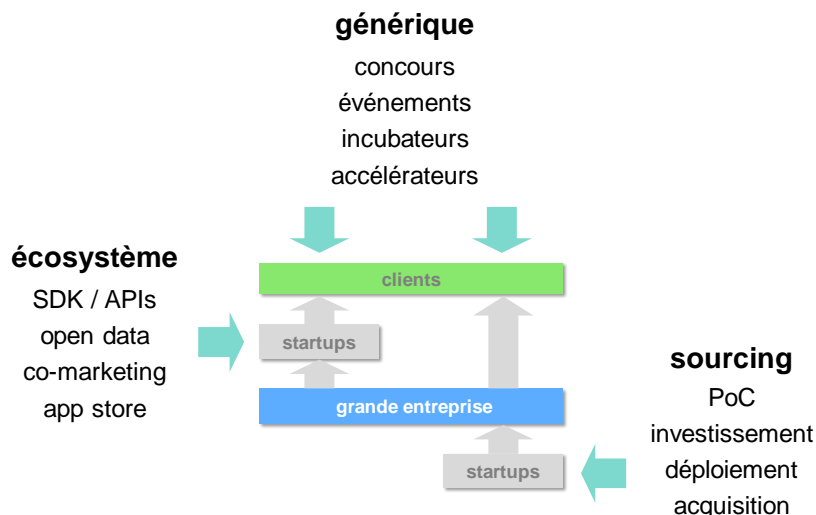 générique
concours
événements
incubateurs
accélérateurs
écosystème
SDK / APIs
open data
co-marketing
app store
clients
startups
grande entreprise
startups
sourcing
PoC
investissement
déploiement
acquisition